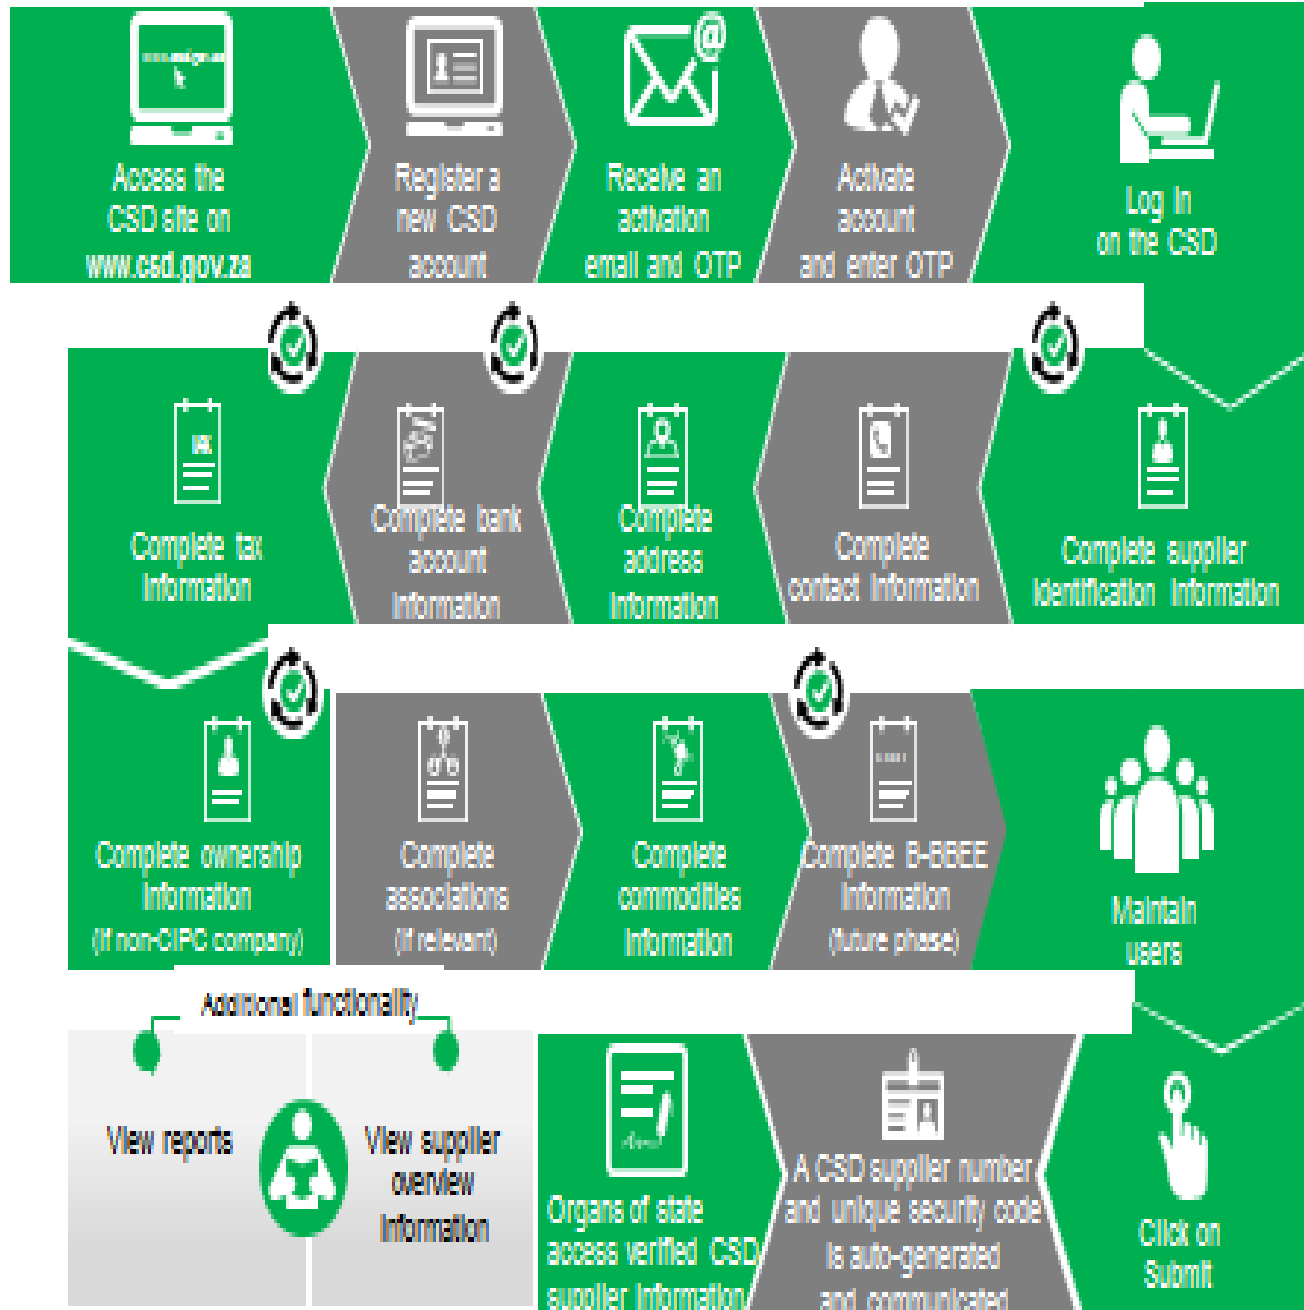 Access the
CSD site on
www.csd.gov.za
Register a
new CSD
account
Receive an
activation
email and OTP
Activate
account
and enter OTP
Log in
on the CSD
Complete tax
information
Complete bank
account
information
Complete
address
information
Complete
contact information
Complete supplier
identification information
Complete ownership
information
(if non-CIPC company)
Complete
associations
(if relevant)
Complete
commodities
information
Complete B-BBEE
information
(future phase)
Maintain
users
Additional functionality
View reports
View supplier
overview
information
Organs of state
access verified CSD
supplier information
A CSD supplier number
and unique security code
is auto-generated
and communicated
Click on
Submit